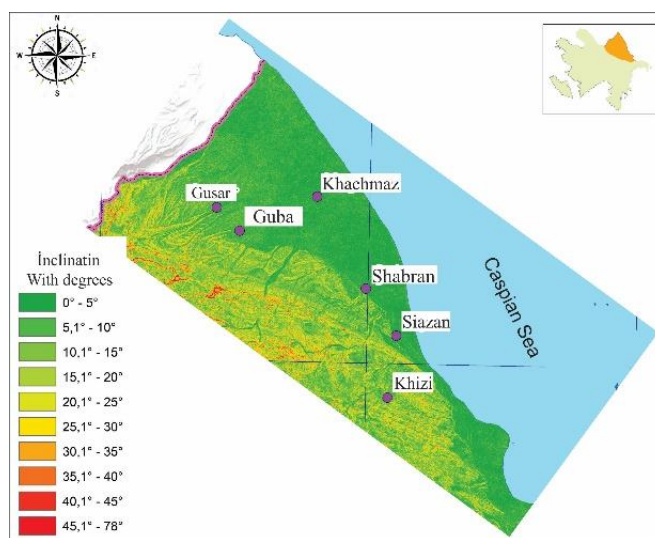 N
W
E
S
Khachmaz
Gusar
Guba
Shabran
Siazan
Khizi
Caspian Sea
İnclinatin
With degrees
0° - 5°
5,1° - 10°
10,1° - 15°
15,1° - 20°
20,1° - 25°
25,1° - 30°
30,1° - 35°
35,1° - 40°
40,1° - 45°
45,1° - 78°